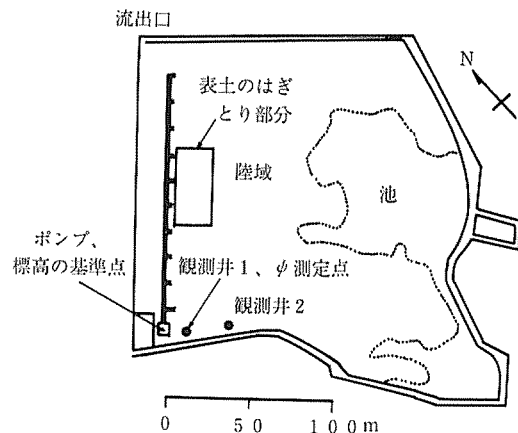 流出口
N
表土のはぎ
とり部分
陸域
池
ポンプ、
標高の基準点
観測井1、ψ測定点
観測井2
0 50 100m